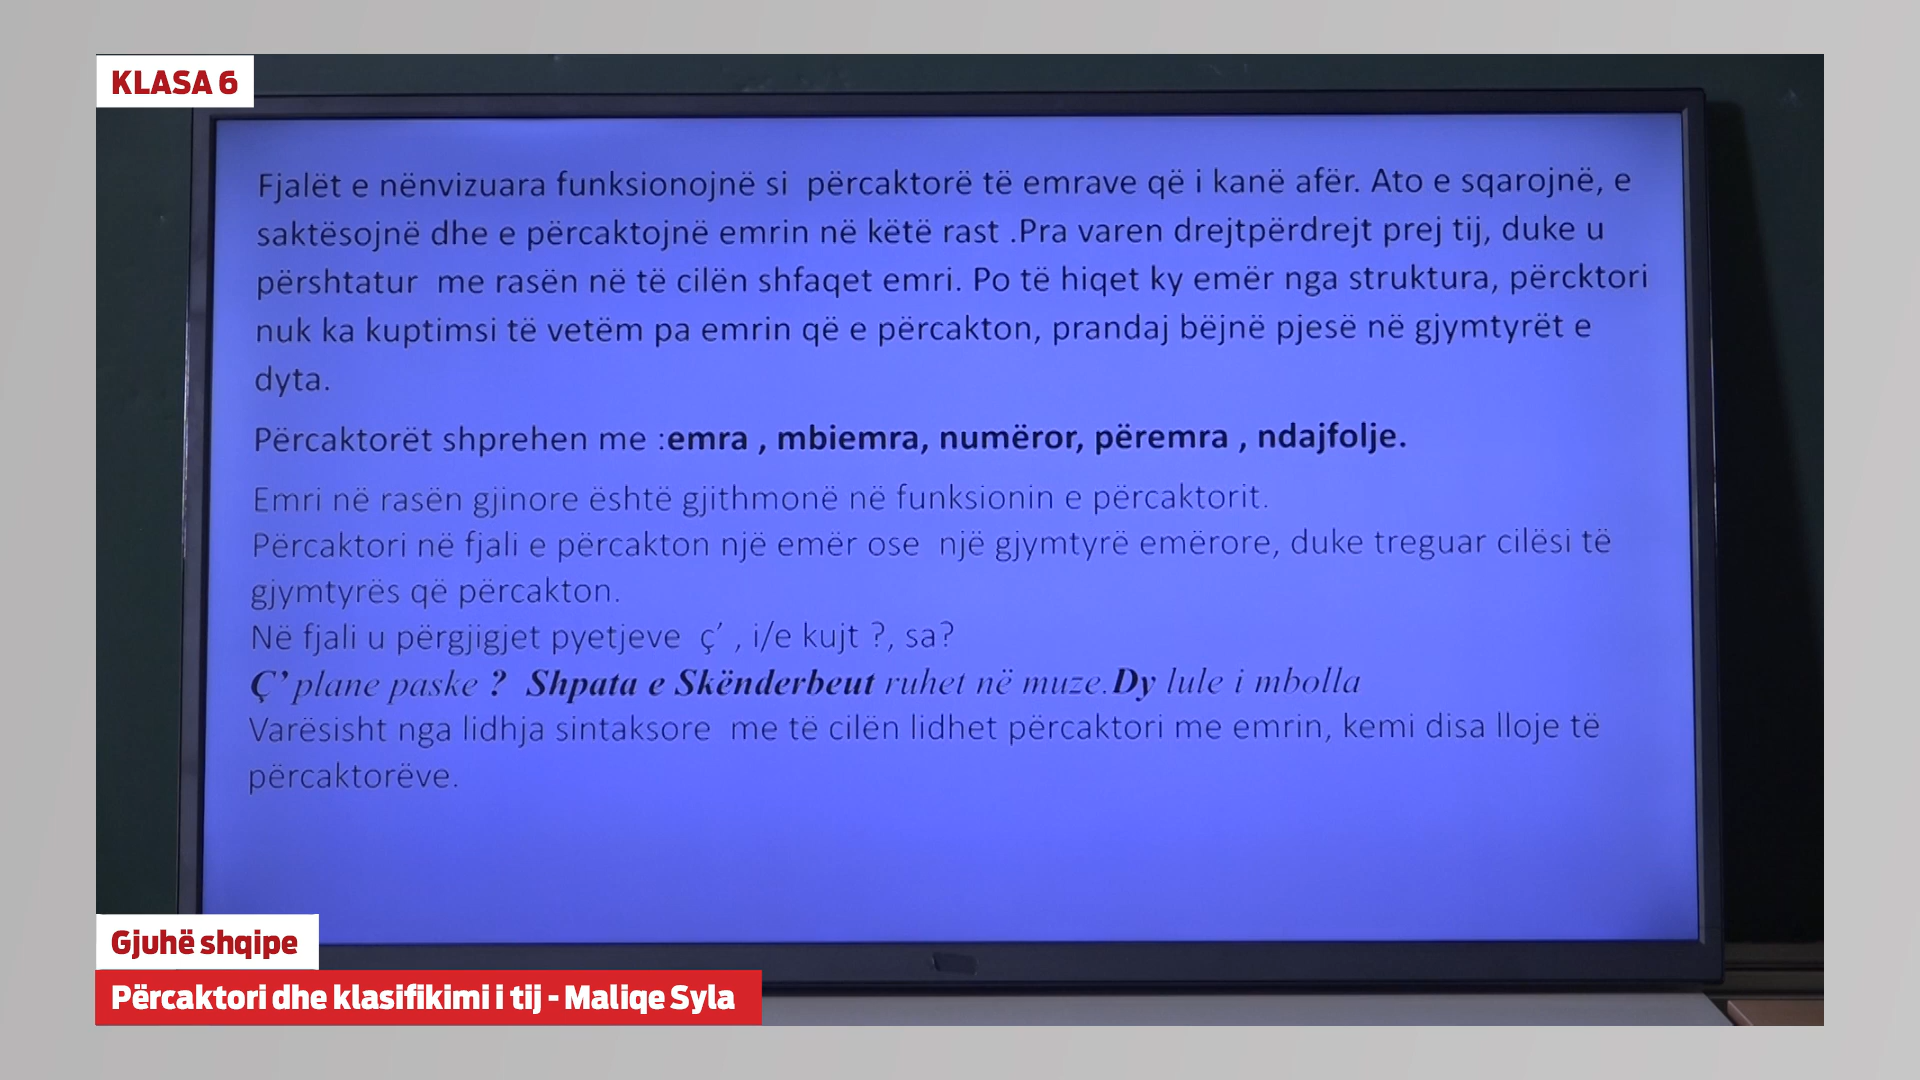 KLASA 6
Fjalët e nënvizuara funksionojnë si përcaktorë të emrave që i kanë afër. Ato e sqarojnë, e
saktësojnë dhe e përcaktojnë emrin në këtë rast .Pra varen drejtpërdrejt prej tij, duke u
përshtatur me rasën në të cilën shfaqet emri. Po të hiqet ky emër nga struktura, përcktori
nuk ka kuptimsi të vetëm pa emrin që e përcakton, prandaj bëjnë pjesë në gjymtyrët e
dyta.
Përcaktorët shprehen me :emra , mbiemra, numëror, përemra , ndajfolje.
Emri në rasën gjinore është gjithmonë në funksionin e përcaktorit.
Përcaktori në fjali e përcakton një emër ose një gjymtyrë emërore, duke treguar cilësi të
gjymtyrës që përcakton.
Në fjali u përgjigjet pyetjeve ç’ , i/e kujt ?, sa?
Ç’ plane paske ? Shpata e Skënderbeut ruhet në muze.Dy lule i mbolla
Varësisht nga lidhja sintaksore me të cilën lidhet përcaktori me emrin, kemi disa lloje të
përcaktorëve.
Gjuhë shqipe
Përcaktori dhe klasifikimi i tij - Maliqe Syla